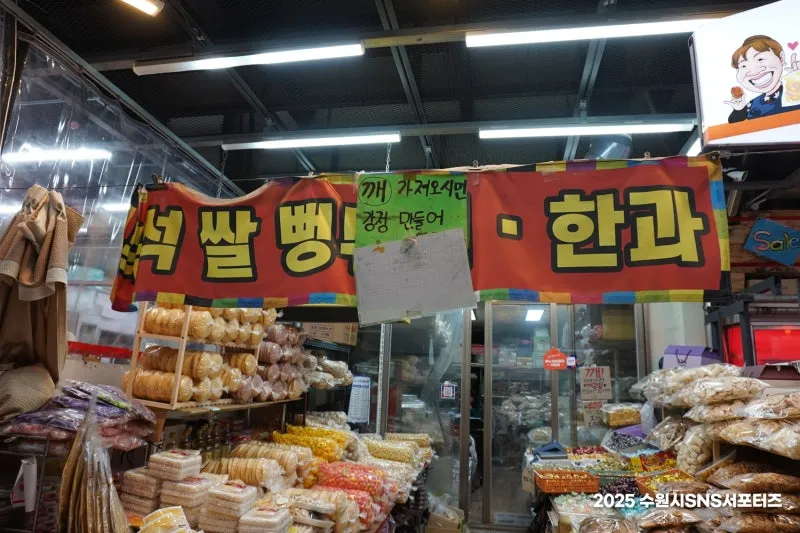 깨 가져오시면
강정 만들어
석 쌀 뻥 · 한과
Sale
2025 수원시SNS서포터즈